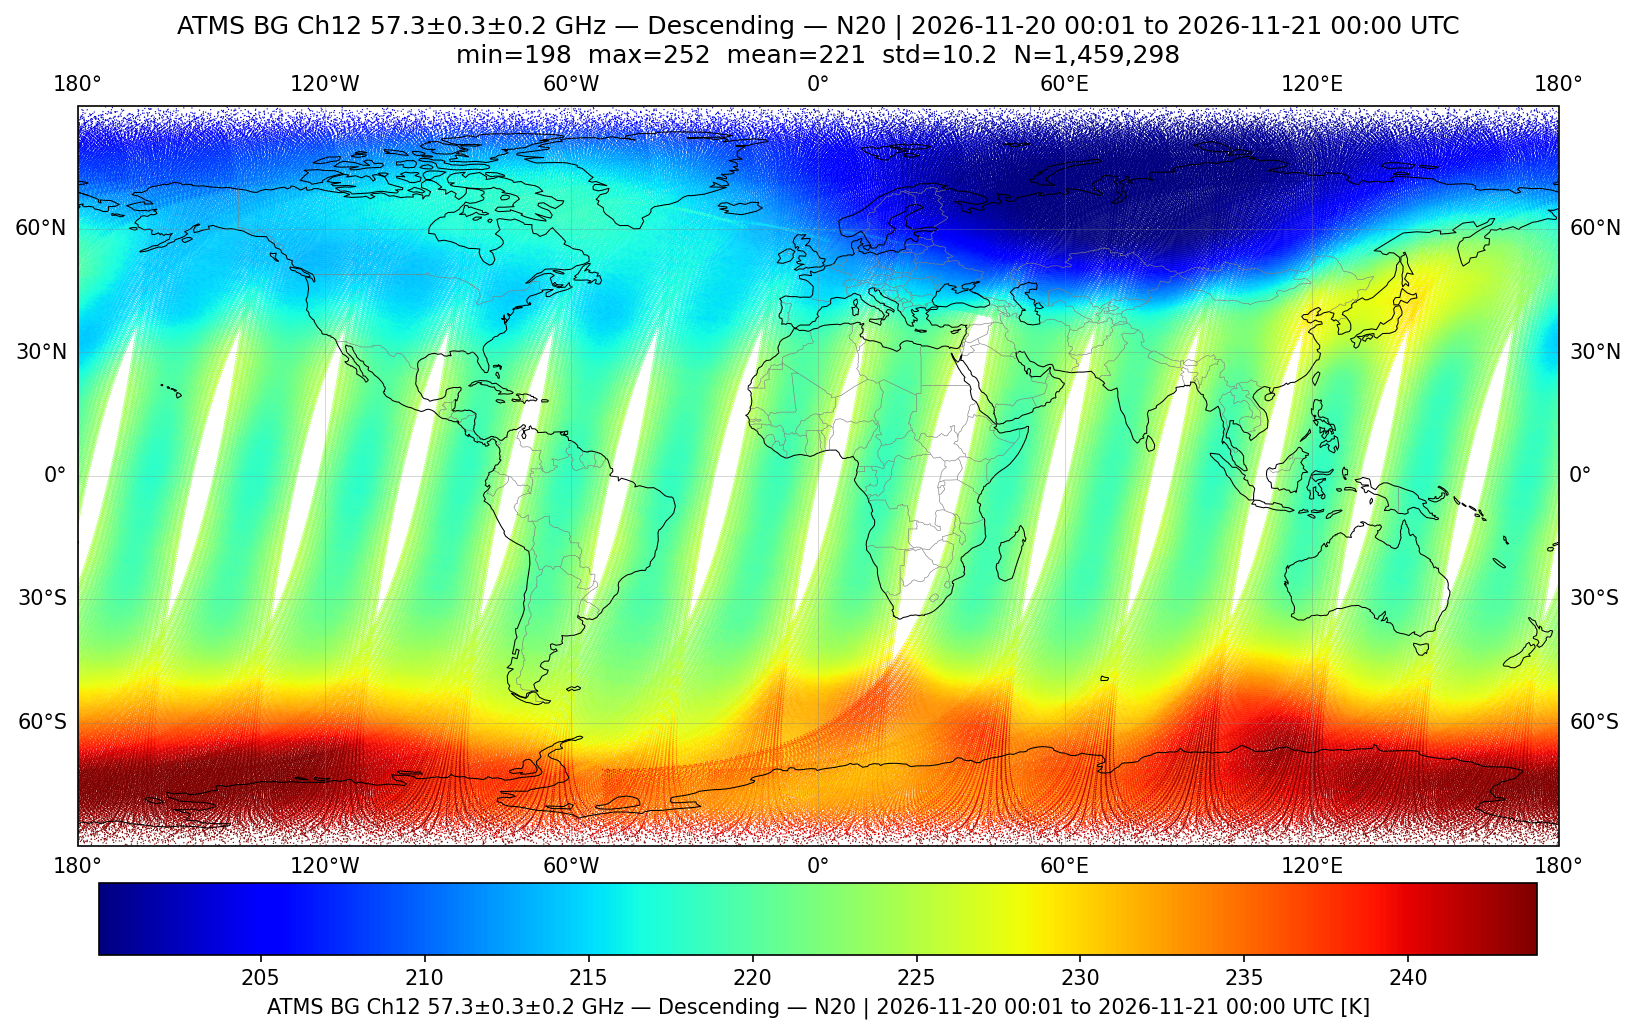 ATMS BG Ch12 57.3±0.3±0.2 GHz — Descending — N20 | 2026-11-20 00:01 to 2026-11-21 00:00 UTC
min=198 max=252 mean=221 std=10.2 N=1,459,298
180° 120°W 60°W 0° 60°E 120°E 180°
60°N 60°N
30°N 30°N
0° 0°
30°S 30°S
60°S 60°S
180° 120°W 60°W 0° 60°E 120°E 180°
205 210 215 220 225 230 235 240
ATMS BG Ch12 57.3±0.3±0.2 GHz — Descending — N20 | 2026-11-20 00:01 to 2026-11-21 00:00 UTC [K]